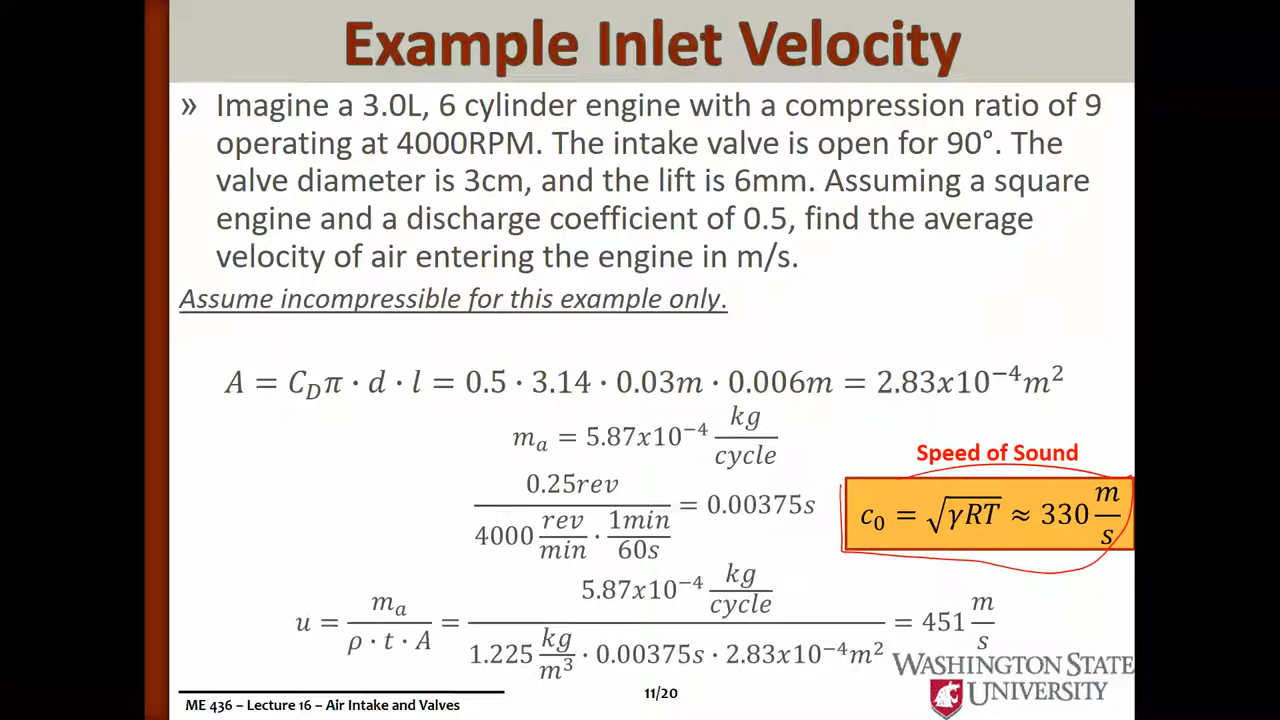 Example Inlet Velocity
» Imagine a 3.0L, 6 cylinder engine with a compression ratio of 9
operating at 4000RPM. The intake valve is open for 90°. The
valve diameter is 3cm, and the lift is 6mm. Assuming a square
engine and a discharge coefficient of 0.5, find the average
velocity of air entering the engine in m/s.
Assume incompressible for this example only.
A = C_D π · d · l = 0.5 · 3.14 · 0.03m · 0.006m = 2.83x10⁻⁴m²
m_a = 5.87x10⁻⁴ kg/cycle
Speed of Sound
0.25rev / (4000 rev/min · 1min/60s) = 0.00375s
c₀ = √γRT ≈ 330 m/s
u = m_a / (ρ · t · A) = 5.87x10⁻⁴ kg/cycle / (1.225 kg/m³ · 0.00375s · 2.83x10⁻⁴m²) = 451 m/s
WASHINGTON STATE
UNIVERSITY
11/20
ME 436 – Lecture 16 – Air Intake and Valves